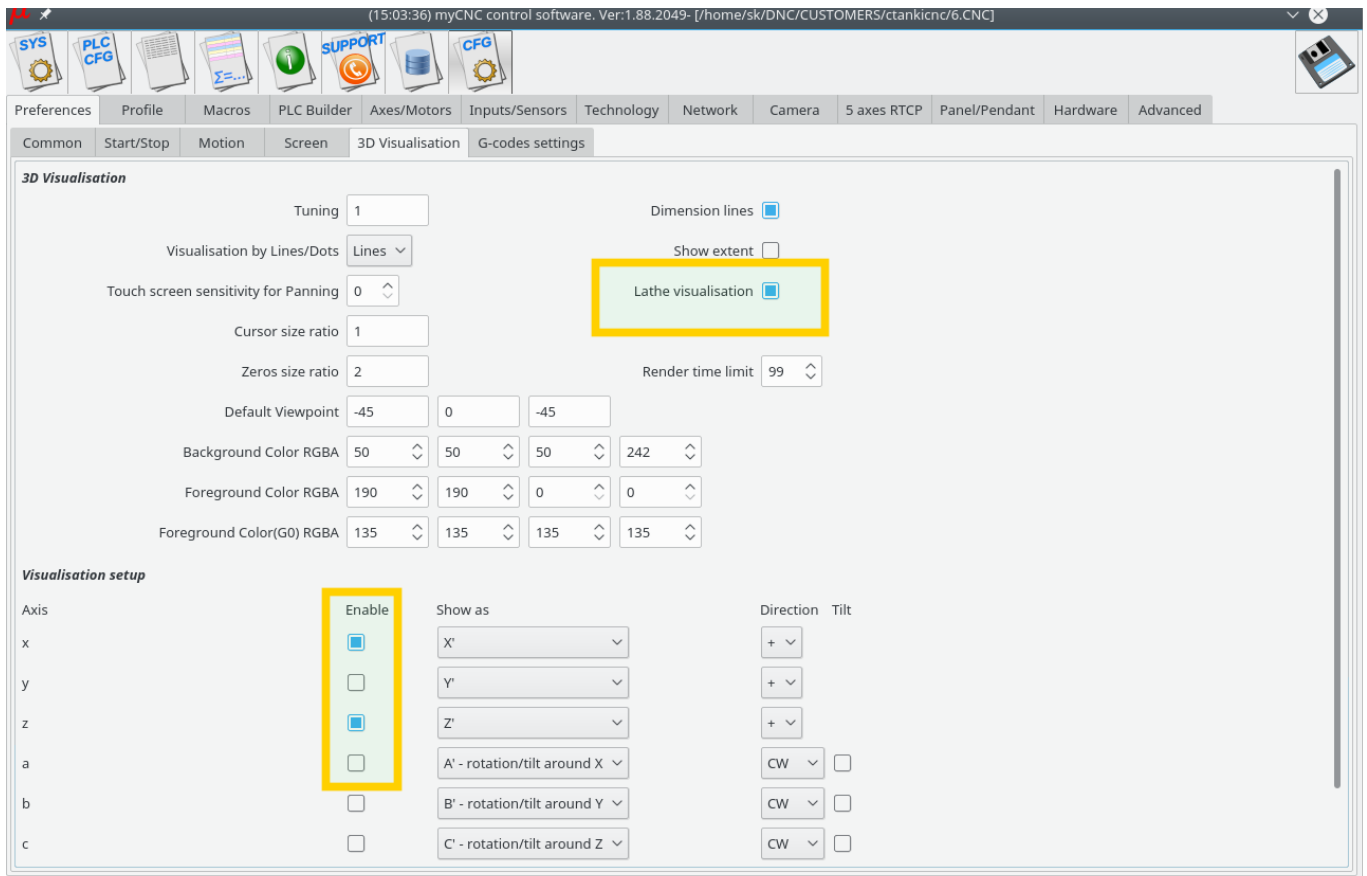 (15:03:36) myCNC control software. Ver:1.88.2049- [/home/sk/DNC/CUSTOMERS/ctankicnc/6.CNC]
SYS PLC CFG Σ=... SUPPORT CFG
Preferences Profile Macros PLC Builder Axes/Motors Inputs/Sensors Technology Network Camera 5 axes RTCP Panel/Pendant Hardware Advanced
Common Start/Stop Motion Screen 3D Visualisation G-codes settings
3D Visualisation
Tuning 1 Dimension lines
Visualisation by Lines/Dots Lines Show extent
Touch screen sensitivity for Panning 0 Lathe visualisation
Cursor size ratio 1
Zeros size ratio 2 Render time limit 99
Default Viewpoint -45 0 -45
Background Color RGBA 50 50 50 242
Foreground Color RGBA 190 190 0 0
Foreground Color(G0) RGBA 135 135 135 135
Visualisation setup
Axis Enable Show as Direction Tilt
x X' +
y Y' +
z Z' +
a A' - rotation/tilt around X CW
b B' - rotation/tilt around Y CW
c C' - rotation/tilt around Z CW